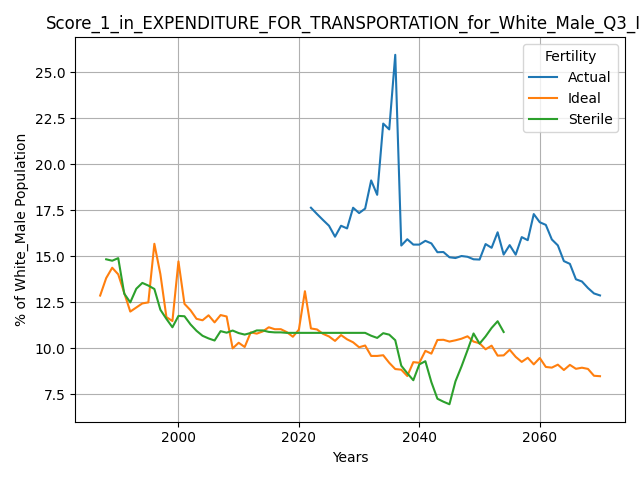 Score_1_in_EXPENDITURE_FOR_TRANSPORTATION_for_White_Male_Q3_I
Fertility
Actual
Ideal
Sterile
% of White_Male Population
25.0
22.5
20.0
17.5
15.0
12.5
10.0
7.5
2000 2020 2040 2060
Years